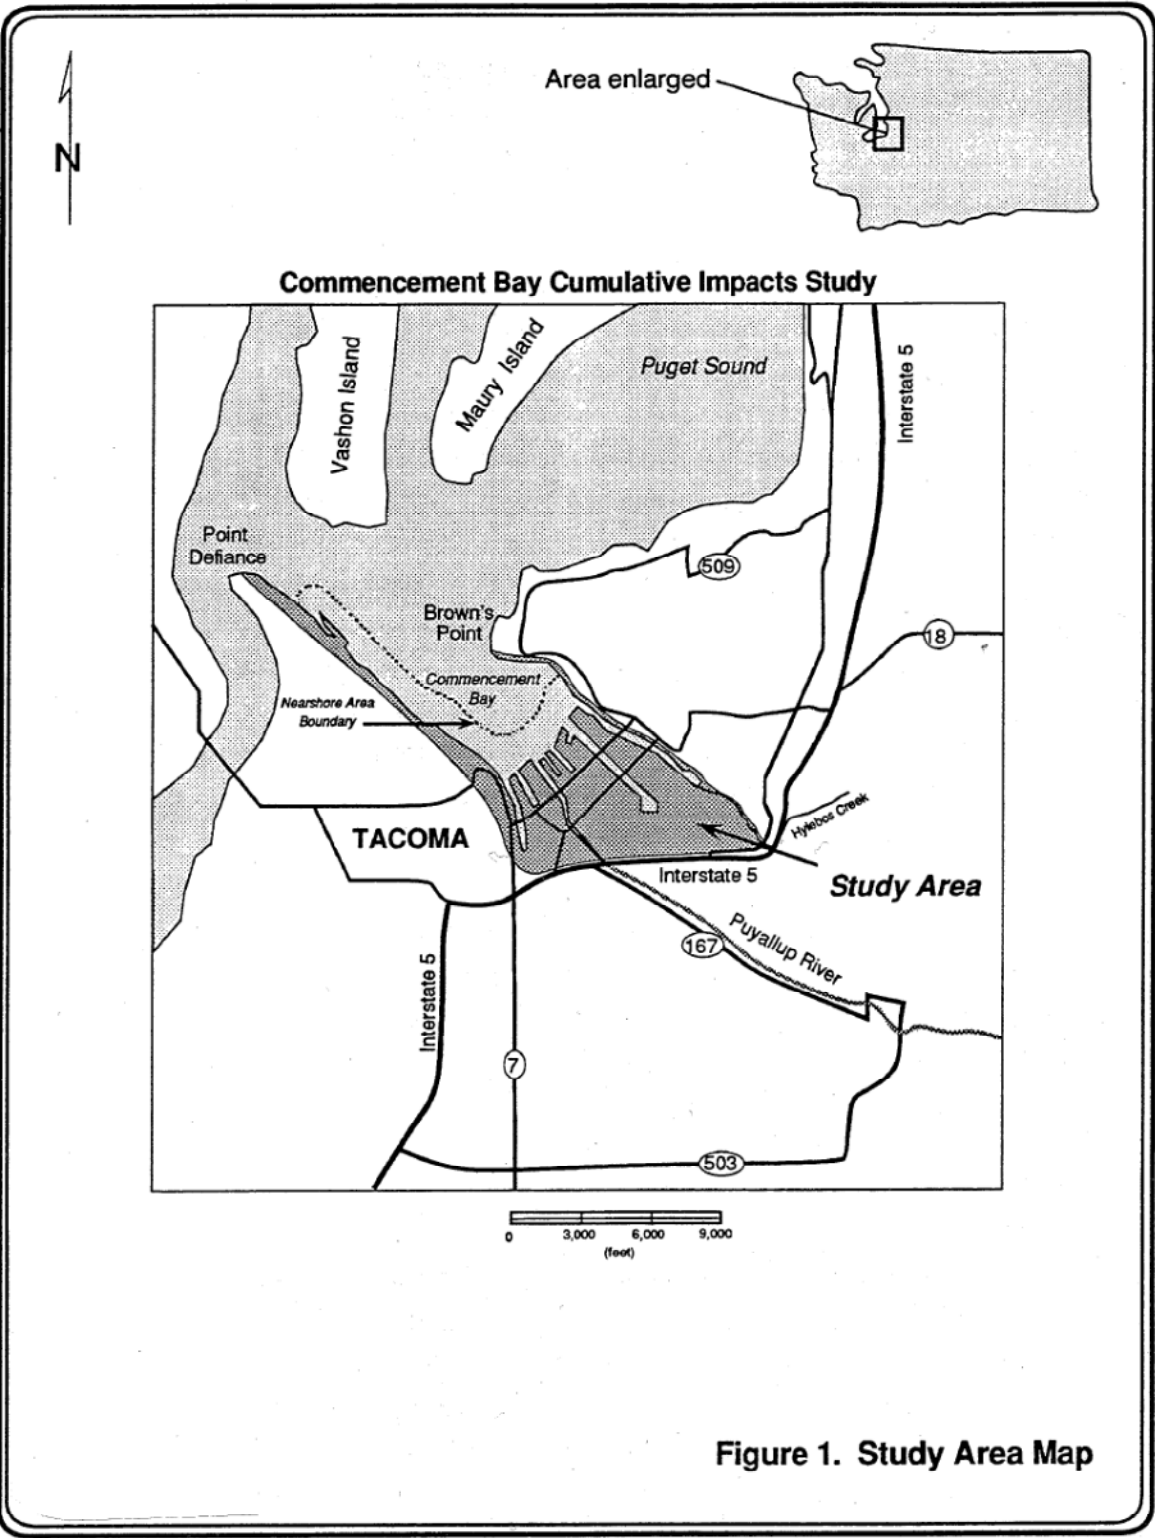 Area enlarged
N
Commencement Bay Cumulative Impacts Study
Vashon Island
Maury Island
Puget Sound
Interstate 5
Point
Defiance
509
Brown's
Point
18
Commencement
Bay
Nearshore Area
Boundary
Hylebos Creek
TACOMA
Interstate 5
Study Area
Puyallup River
167
Interstate 5
7
503
0 3,000 6,000 9,000
(feet)
Figure 1. Study Area Map